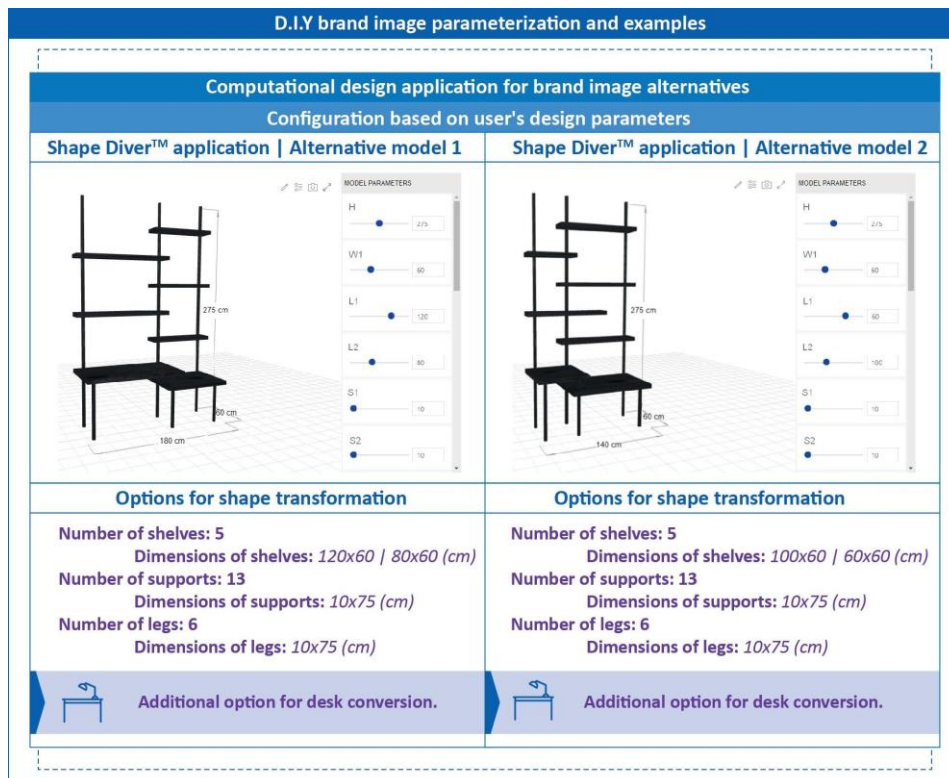 D.I.Y brand image parameterization and examples
Computational design application for brand image alternatives
Configuration based on user's design parameters
Shape Diver™ application | Alternative model 1
MODEL PARAMETERS
H
275
W1
60
L1
120
L2
80
S1
10
S2
10
275 cm
60 cm
180 cm
Options for shape transformation
Number of shelves: 5
Dimensions of shelves: 120x60 | 80x60 (cm)
Number of supports: 13
Dimensions of supports: 10x75 (cm)
Number of legs: 6
Dimensions of legs: 10x75 (cm)
Additional option for desk conversion.
Shape Diver™ application | Alternative model 2
MODEL PARAMETERS
H
275
W1
60
L1
60
L2
100
S1
10
S2
10
275 cm
60 cm
140 cm
Options for shape transformation
Number of shelves: 5
Dimensions of shelves: 100x60 | 60x60 (cm)
Number of supports: 13
Dimensions of supports: 10x75 (cm)
Number of legs: 6
Dimensions of legs: 10x75 (cm)
Additional option for desk conversion.